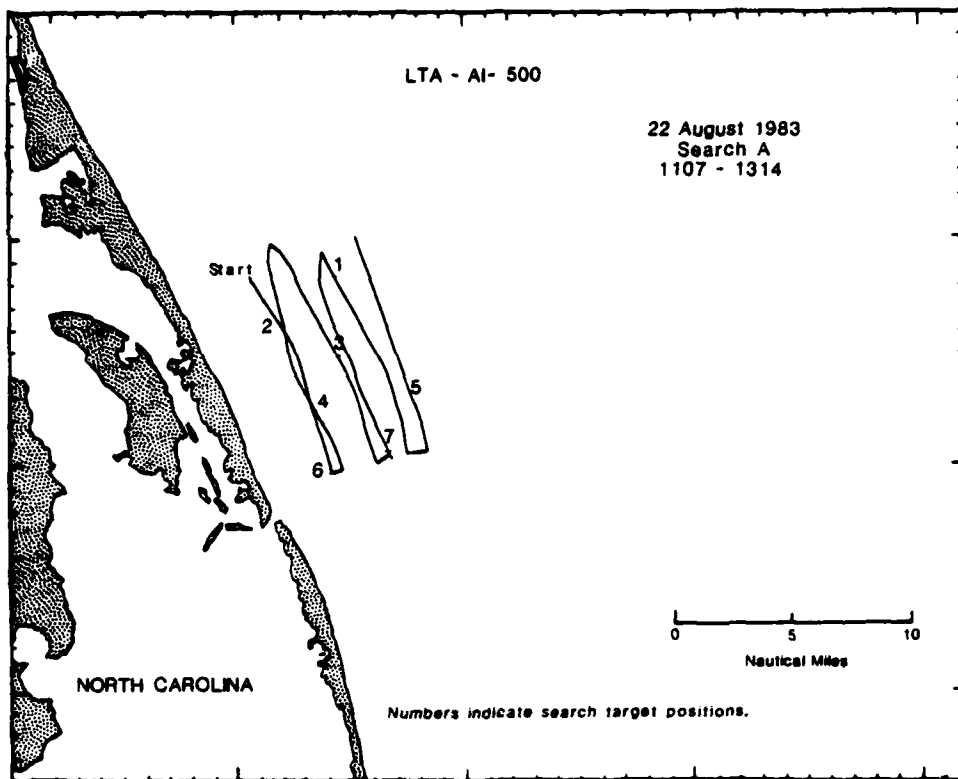 LTA - AI- 500
22 August 1983
Search A
1107 - 1314
Start
1
2
3
4
5
6
7
0 5 10
Nautical Miles
NORTH CAROLINA
Numbers indicate search target positions.